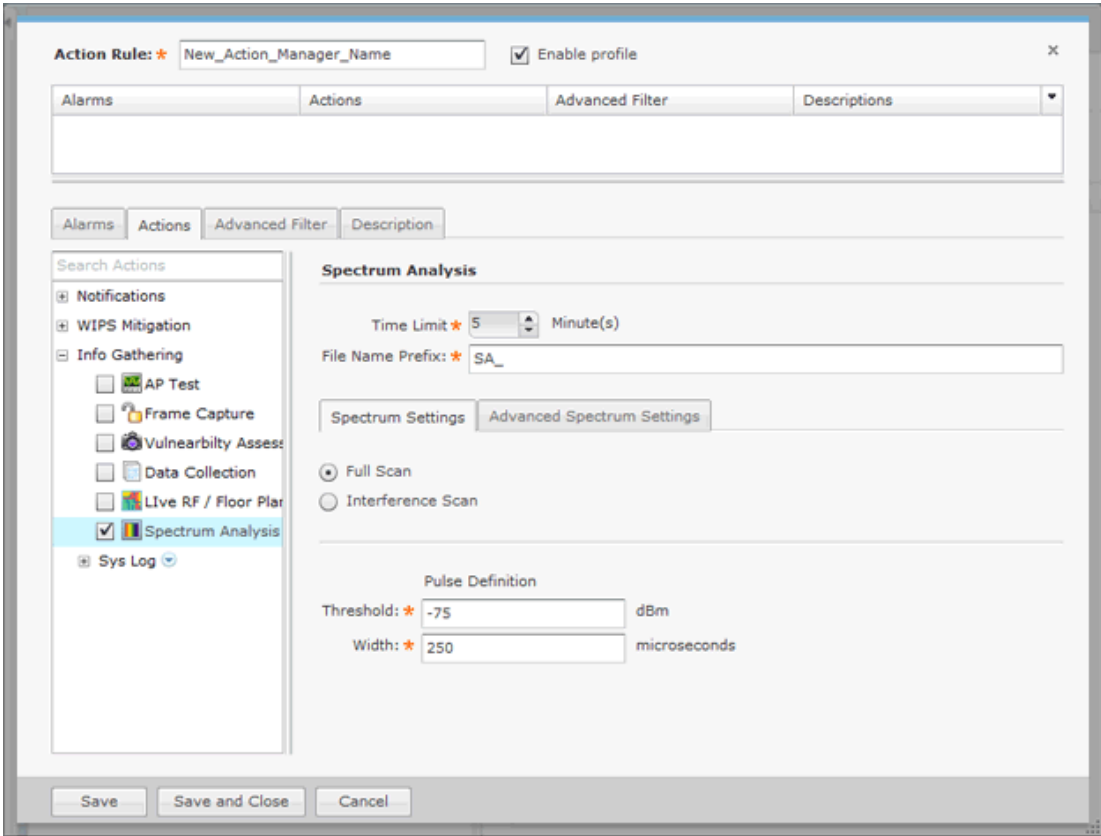 Action Rule: * New_Action_Manager_Name Enable profile
Alarms Actions Advanced Filter Descriptions
Alarms Actions Advanced Filter Description
Search Actions
Notifications
WIPS Mitigation
Info Gathering
AP Test
Frame Capture
Vulnearbilty Assess
Data Collection
LIve RF / Floor Plan
Spectrum Analysis
Sys Log
Spectrum Analysis
Time Limit * 5 Minute(s)
File Name Prefix: * SA_
Spectrum Settings Advanced Spectrum Settings
Full Scan
Interference Scan
Pulse Definition
Threshold: * -75 dBm
Width: * 250 microseconds
Save Save and Close Cancel